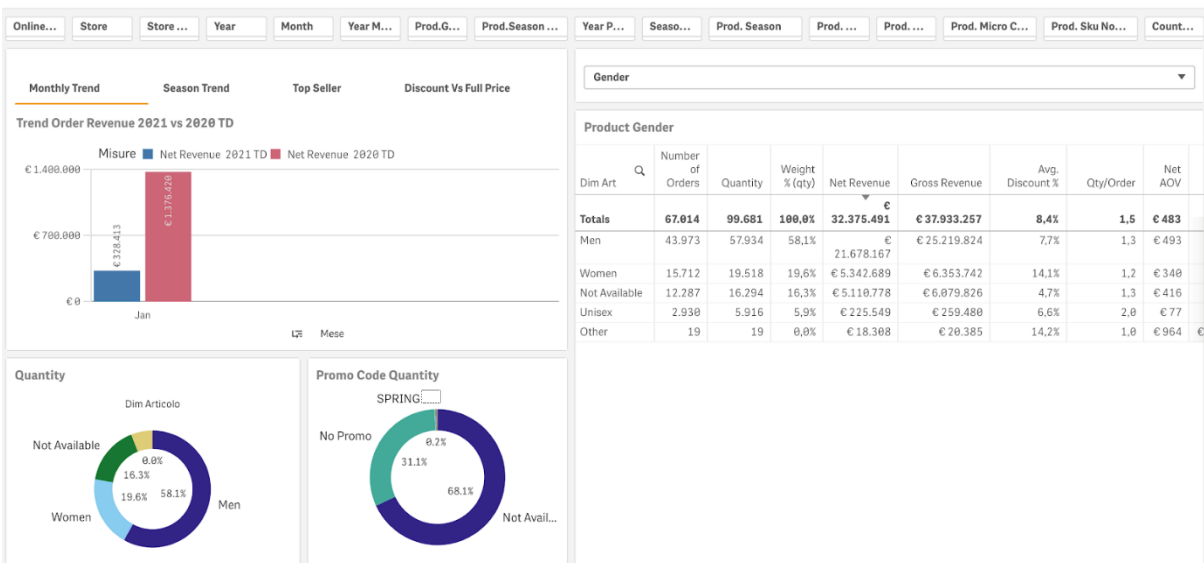 Online... Store Store ... Year Month Year M... Prod.G... Prod.Season ... Year P... Seaso... Prod. Season Prod. ... Prod. ... Prod. Micro C... Prod. Sku No... Count...
Monthly Trend Season Trend Top Seller Discount Vs Full Price
Trend Order Revenue 2021 vs 2020 TD
Misure Net Revenue 2021 TD Net Revenue 2020 TD
€ 1.400.000
€ 700.000
€ 0
€ 328.413
€ 1.376.420
Jan
Mese
Quantity
Dim Articolo
Not Available
0.0%
16.3%
19.6% 58.1%
Men
Women
Promo Code Quantity
SPRING
No Promo
0.2%
31.1%
68.1%
Not Avail...
Gender
Product Gender
Dim Art Number of Orders Quantity Weight % (qty) Net Revenue Gross Revenue Avg. Discount % Qty/Order Net AOV
Totals 67.014 99.681 100,0% € 32.375.491 € 37.933.257 8,4% 1,5 € 483
Men 43.973 57.934 58,1% € 21.678.167 € 25.219.824 7,7% 1,3 € 493
Women 15.712 19.518 19,6% € 5.342.689 € 6.353.742 14,1% 1,2 € 340
Not Available 12.287 16.294 16,3% € 5.110.778 € 6.079.826 4,7% 1,3 € 416
Unisex 2.930 5.916 5,9% € 225.549 € 259.480 6,6% 2,0 € 77
Other 19 19 0,0% € 18.308 € 20.385 14,2% 1,0 € 964 €